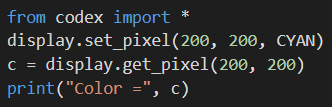 from codex import *
display.set_pixel(200, 200, CYAN)
c = display.get_pixel(200, 200)
print("Color =", c)